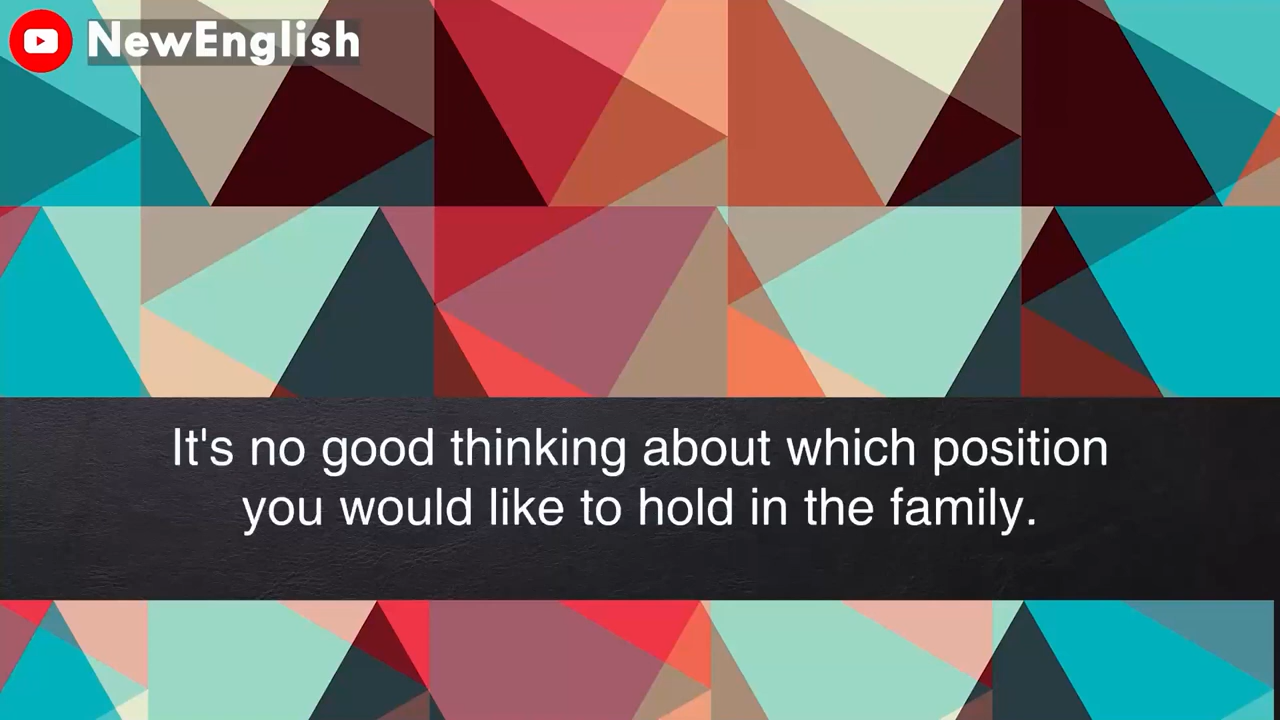 NewEnglish
It's no good thinking about which position
you would like to hold in the family.